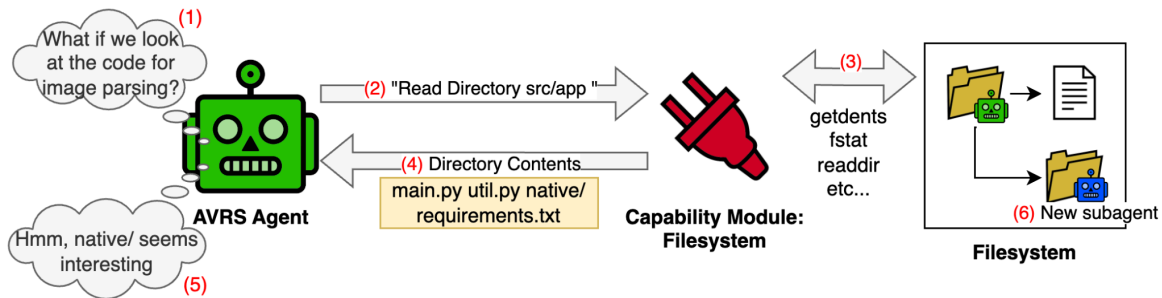 (1)
What if we look
at the code for
image parsing?
AVRS Agent
Hmm, native/ seems
interesting
(5)
(2) "Read Directory src/app "
(4) Directory Contents
main.py util.py native/
requirements.txt
Capability Module:
Filesystem
(3)
getdents
fstat
readdir
etc...
(6) New subagent
Filesystem